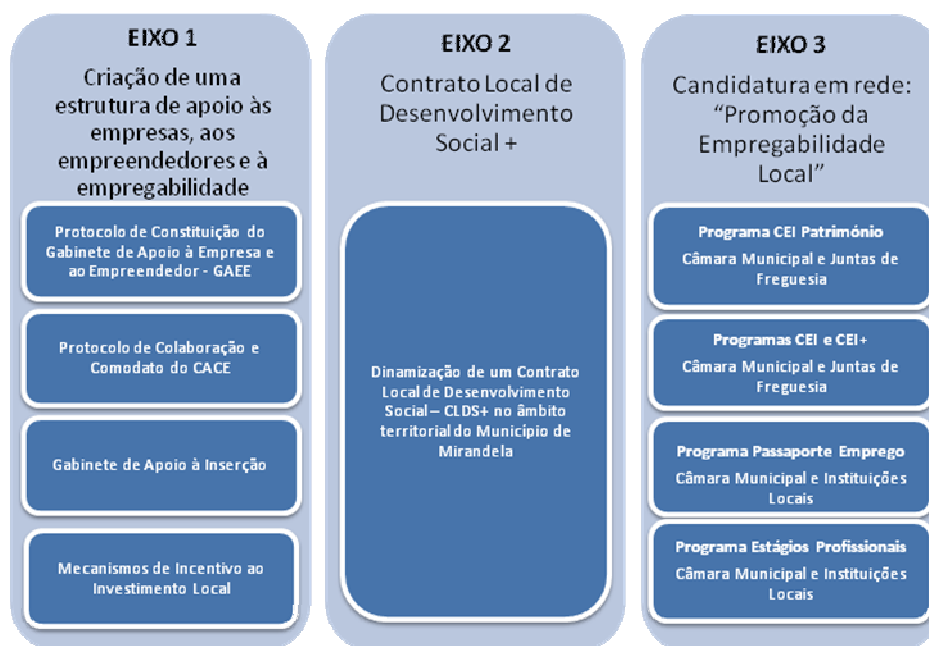 EIXO 1
Criação de uma
estrutura de apoio às
empresas, aos
empreendedores e à
empregabilidade
Protocolo de Constituição do
Gabinete de Apoio à Empresa e
ao Empreendedor - GAEE
Protocolo de Colaboração e
Comodato do CACE
Gabinete de Apoio à Inserção
Mecanismos de Incentivo ao
Investimento Local
EIXO 2
Contrato Local de
Desenvolvimento
Social +
Dinamização de um Contrato
Local de Desenvolvimento
Social – CLDS+ no âmbito
territorial do Município de
Mirandela
EIXO 3
Candidatura em rede:
“Promoção da
Empregabilidade
Local”
Programa CEI Património
Câmara Municipal e Juntas de
Freguesia
Programas CEI e CEI+
Câmara Municipal e Juntas de
Freguesia
Programa Passaporte Emprego
Câmara Municipal e Instituições
Locais
Programa Estágios Profissionais
Câmara Municipal e Instituições
Locais